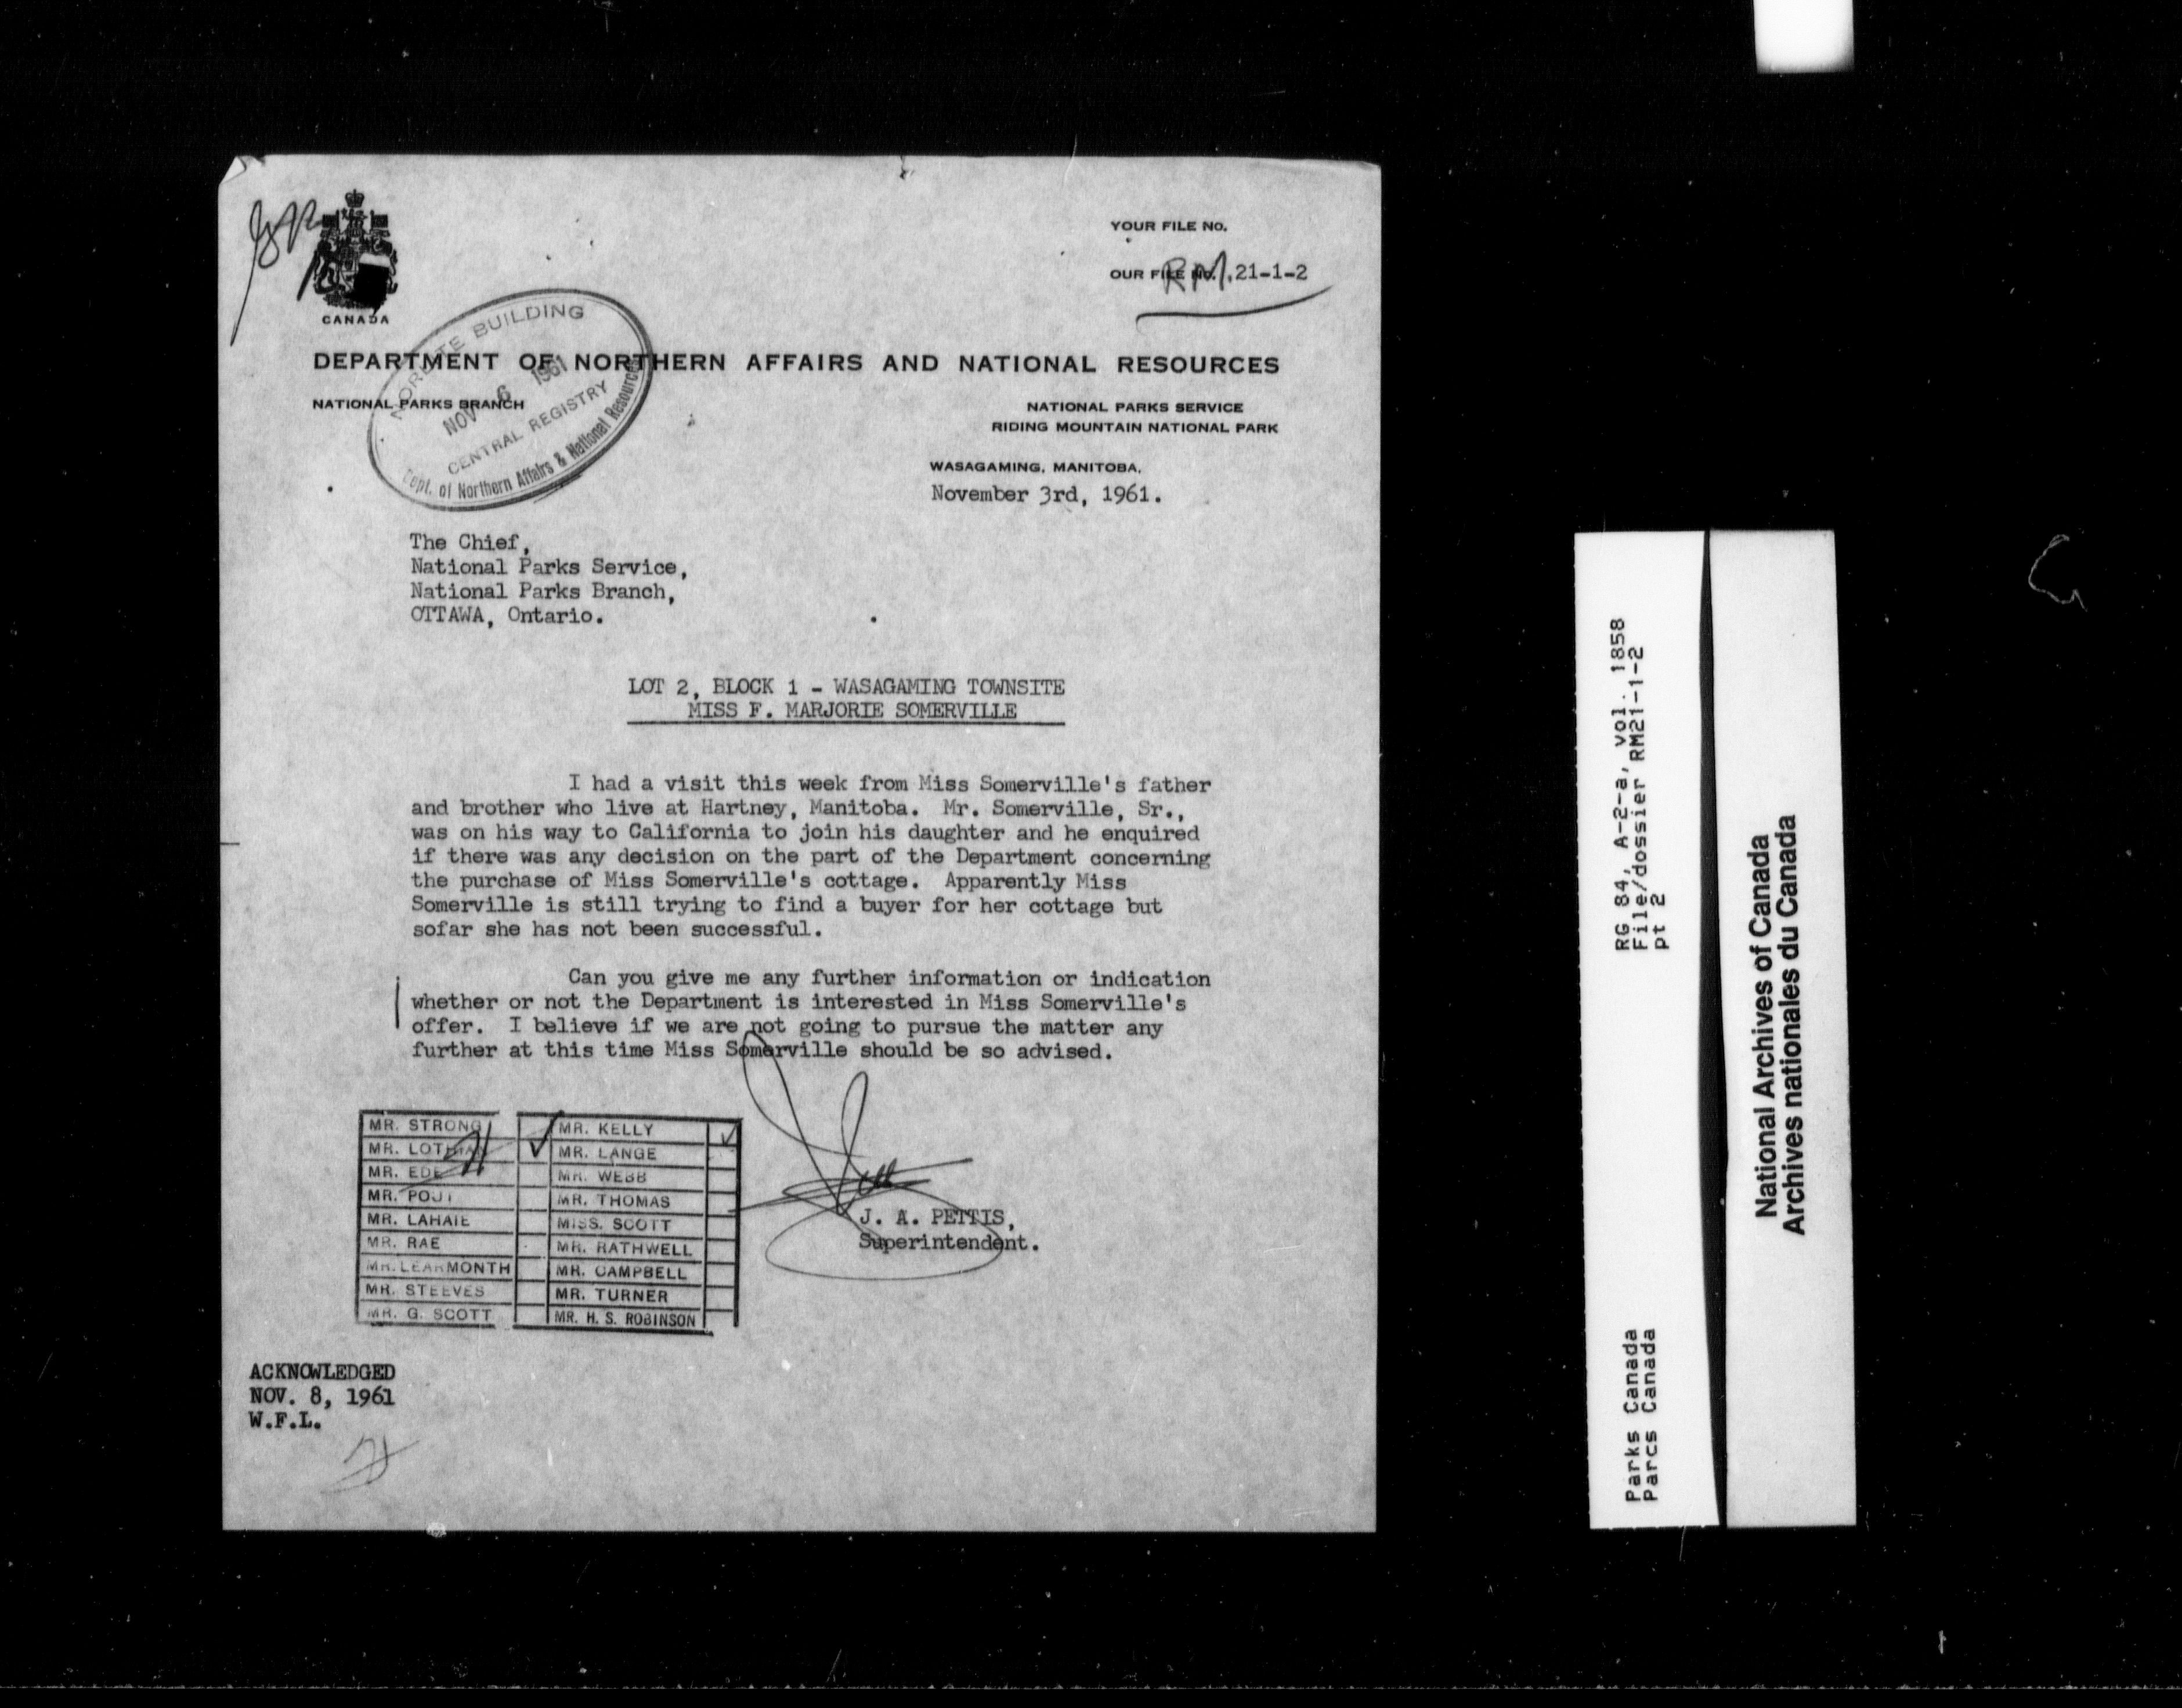 CANADA
YOUR FILE No.
OUR FILE No. RM. 21-1-2
DEPARTMENT OF NORTHERN AFFAIRS AND NATIONAL RESOURCES
NATIONAL PARKS BRANCH
BUILDING
NOV 6 1961
CENTRAL REGISTRY
Dept. of Northern Affairs & National Resources
NATIONAL PARKS SERVICE
RIDING MOUNTAIN NATIONAL PARK
WASAGAMING, MANITOBA,
November 3rd, 1961.
The Chief,
National Parks Service,
National Parks Branch,
OTTAWA, Ontario.
LOT 2, BLOCK 1 - WASAGAMING TOWNSITE
MISS F. MARJORIE SOMERVILLE
I had a visit this week from Miss Somerville's father
and brother who live at Hartney, Manitoba. Mr. Somerville, Sr.,
was on his way to California to join his daughter and he enquired
if there was any decision on the part of the Department concerning
the purchase of Miss Somerville's cottage. Apparently Miss
Somerville is still trying to find a buyer for her cottage but
sofar she has not been successful.
Can you give me any further information or indication
whether or not the Department is interested in Miss Somerville's
offer. I believe if we are not going to pursue the matter any
further at this time Miss Somerville should be so advised.
J. A. PETTIS,
Superintendent.
MR. STRONG
MR.
MR. EDE
MR.
MR. LAHAIE
MR. RAE
MR. LEARMONTH
MR. STEEVES
MR. G. SCOTT
MR. KELLY
MR. LANGE
MR. WEBB
MR. THOMAS
MISS. SCOTT
MR. RATHWELL
MR. CAMPBELL
MR. TURNER
MR. H. S. ROBINSON
ACKNOWLEDGED
NOV. 8, 1961
W.F.L.
RG 84, A-2-a, vol. 1858
File/dossier RM21-1-2
pt 2
Parks Canada
Parcs Canada
National Archives of Canada
Archives nationales du Canada